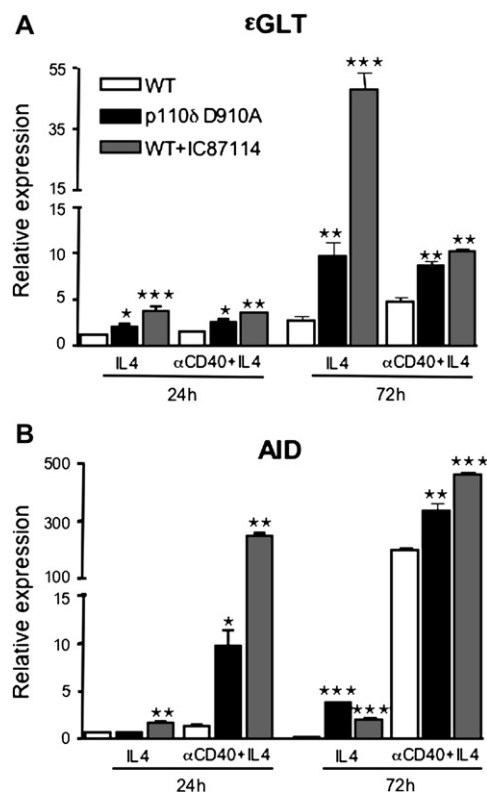 A
εGLT
Relative expression
55
35
15
10
5
0
WT
p110δ D910A
WT+IC87114
★ ★★★ ★ ★★ ★★ ★★★ ★★ ★★
IL4 αCD40+IL4 IL4 αCD40+IL4
24h 72h
B
AID
Relative expression
500
300
100
15
10
5
0
★★ ★ ★★ ★★★ ★★★ ★★ ★★★
IL4 αCD40+IL4 IL4 αCD40+IL4
24h 72h